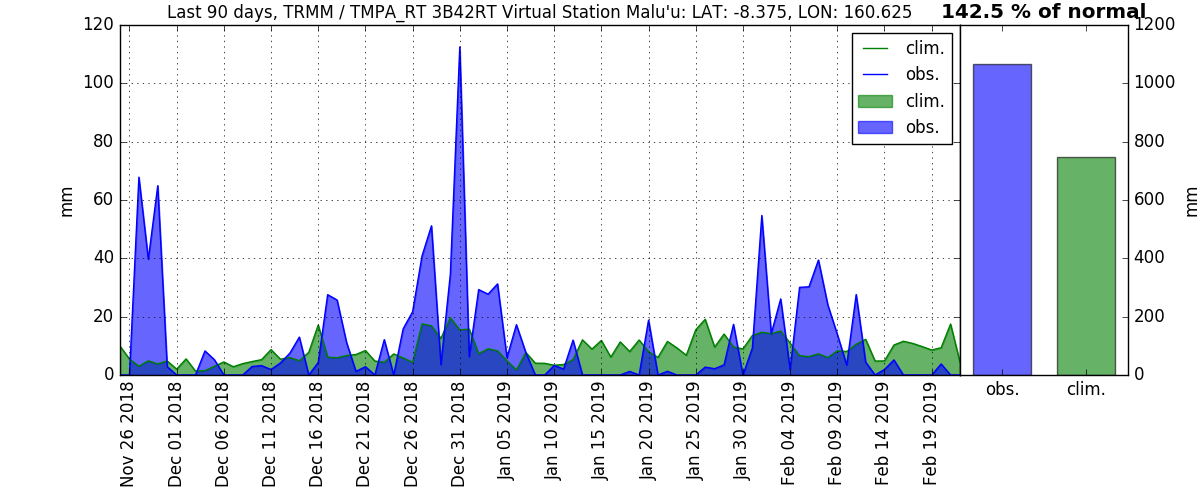 Last 90 days, TRMM / TMPA_RT 3B42RT Virtual Station Malu'u: LAT: -8.375, LON: 160.625
142.5 % of normal
mm
120
100
80
60
40
20
0
clim.
obs.
clim.
obs.
Nov 26 2018
Dec 01 2018
Dec 06 2018
Dec 11 2018
Dec 16 2018
Dec 21 2018
Dec 26 2018
Dec 31 2018
Jan 05 2019
Jan 10 2019
Jan 15 2019
Jan 20 2019
Jan 25 2019
Jan 30 2019
Feb 04 2019
Feb 09 2019
Feb 14 2019
Feb 19 2019
1200
1000
800
600
400
200
0
mm
obs.
clim.